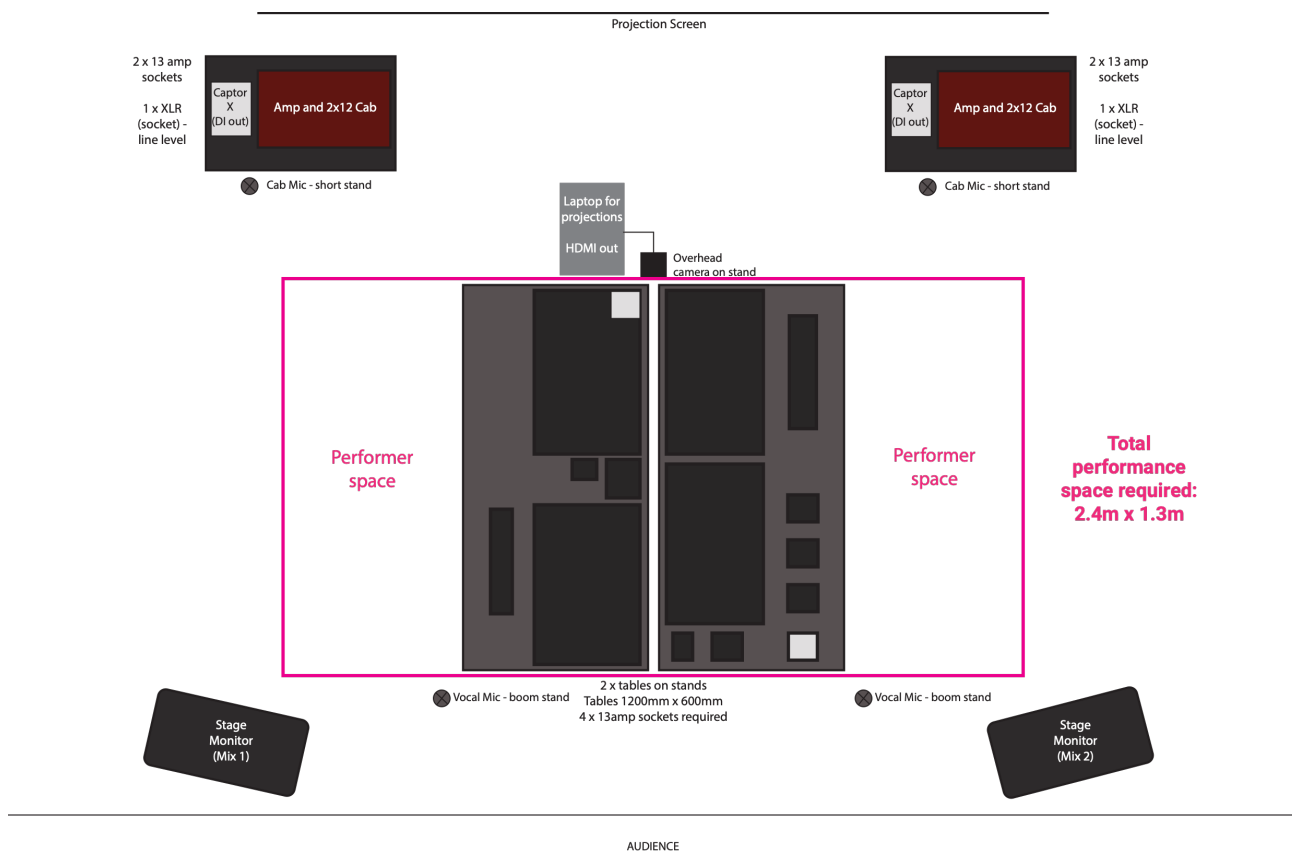 Projection Screen
2 x 13 amp
sockets
1 x XLR
(socket) -
line level
Captor
X
(DI out)
Amp and 2x12 Cab
Cab Mic - short stand
Captor
X
(DI out)
Amp and 2x12 Cab
2 x 13 amp
sockets
1 x XLR
(socket) -
line level
Cab Mic - short stand
Laptop for
projections
HDMI out
Overhead
camera on stand
Performer
space
Performer
space
Total
performance
space required:
2.4m x 1.3m
Vocal Mic - boom stand
2 x tables on stands
Tables 1200mm x 600mm
4 x 13amp sockets required
Vocal Mic - boom stand
Stage
Monitor
(Mix 1)
Stage
Monitor
(Mix 2)
AUDIENCE